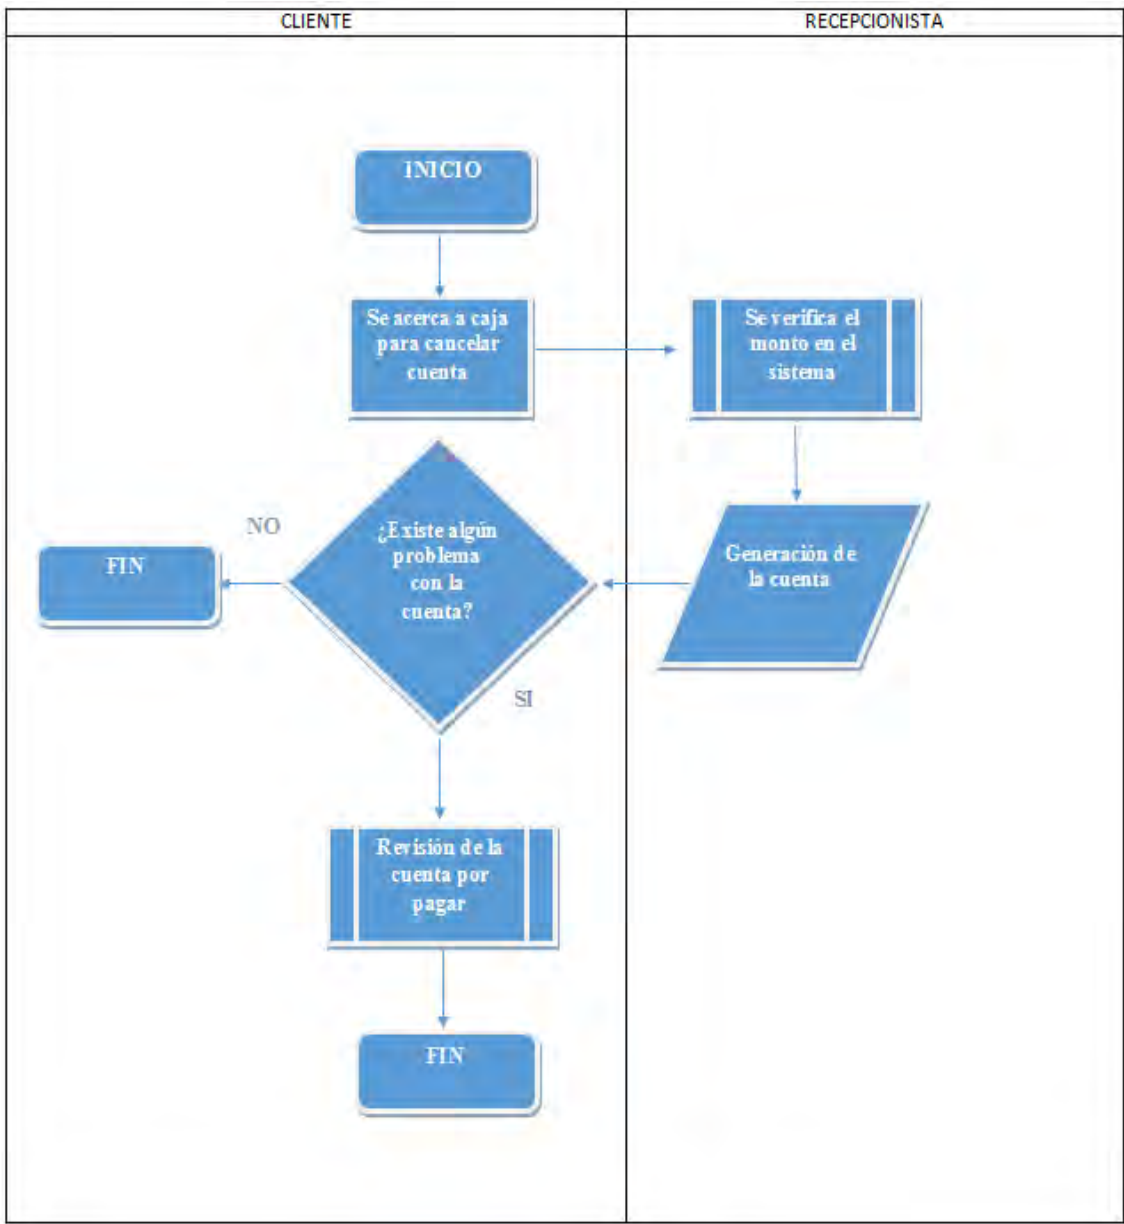 CLIENTE
RECEPCIONISTA
INICIO
Se acerca a caja
para cancelar
cuenta
Se verifica el
monto en el
sistema
¿Existe algún
problema
con la
cuenta?
NO
FIN
Generación de
la cuenta
SI
Revisión de la
cuenta por
pagar
FIN